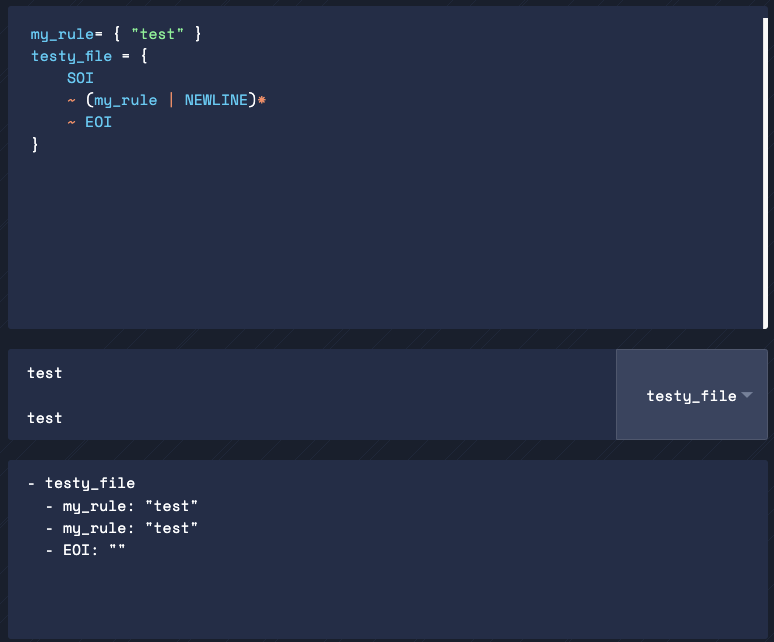 my_rule= { "test" }
testy_file = {
    SOI
    ~ (my_rule | NEWLINE)*
    ~ EOI
}
test
test
testy_file
- testy_file
  - my_rule: "test"
  - my_rule: "test"
  - EOI: ""